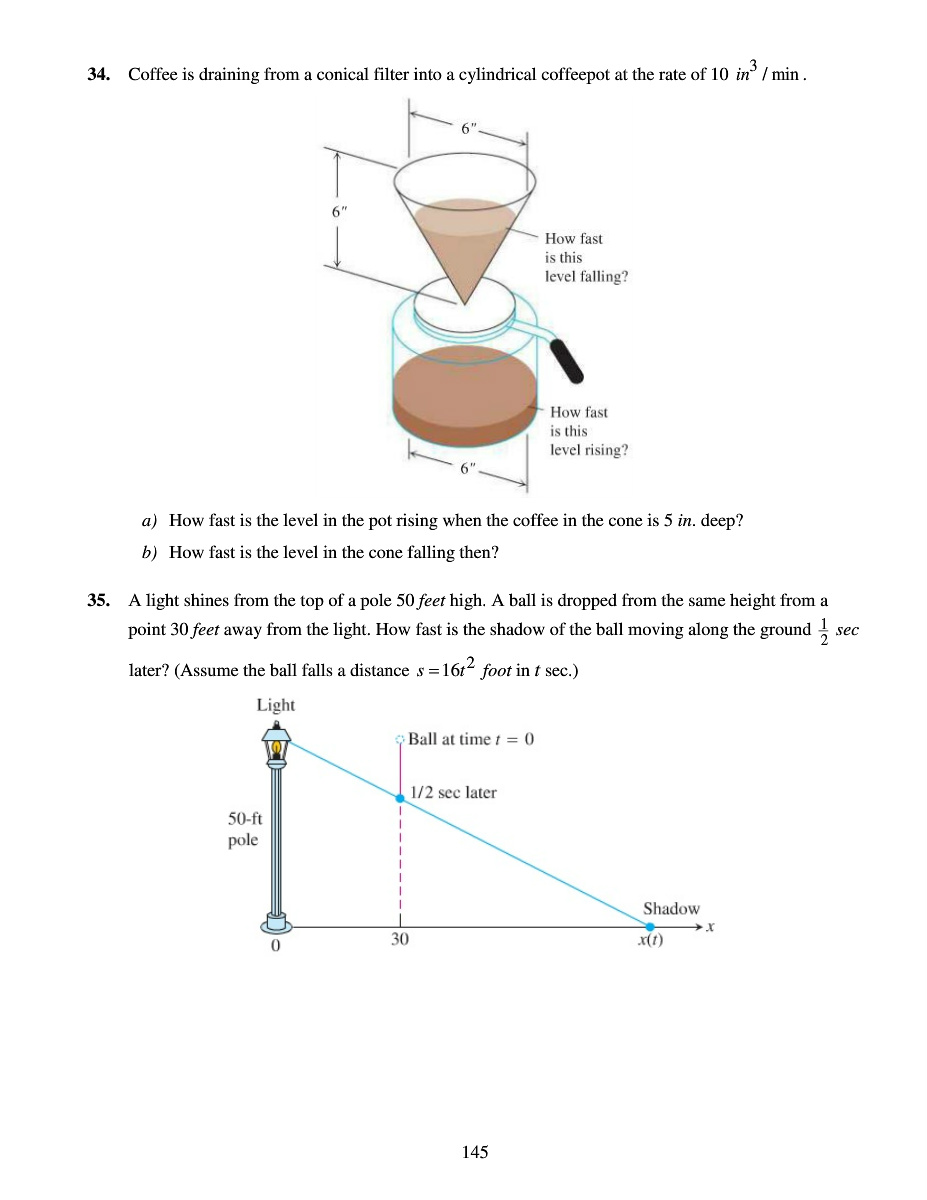 34. Coffee is draining from a conical filter into a cylindrical coffeepot at the rate of 10 in³ / min .
6"
6"
How fast
is this
level falling?
How fast
is this
level rising?
6"
a) How fast is the level in the pot rising when the coffee in the cone is 5 in. deep?
b) How fast is the level in the cone falling then?
35. A light shines from the top of a pole 50 feet high. A ball is dropped from the same height from a
point 30 feet away from the light. How fast is the shadow of the ball moving along the ground 1/2 sec
later? (Assume the ball falls a distance s = 16t² foot in t sec.)
Light
Ball at time t = 0
1/2 sec later
50-ft
pole
Shadow
x
0
30
x(t)
145